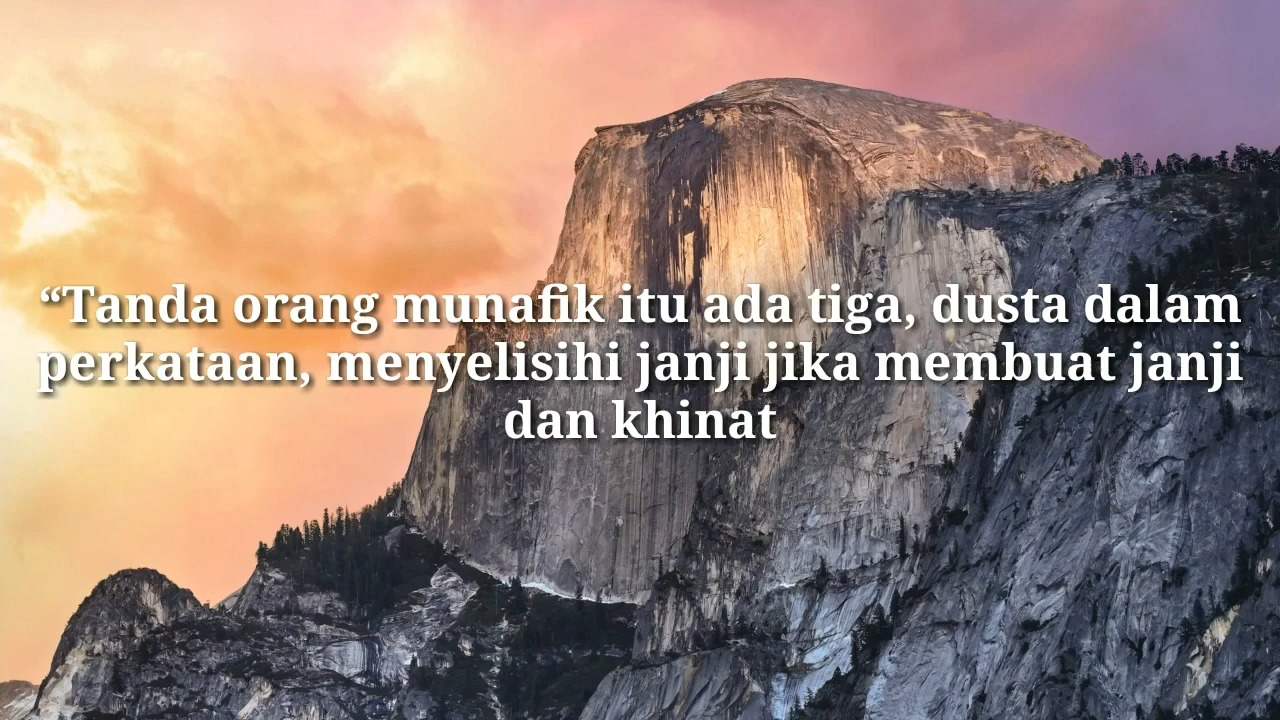 “Tanda orang munafik itu ada tiga, dusta dalam
perkataan, menyelisihi janji jika membuat janji
dan khinat